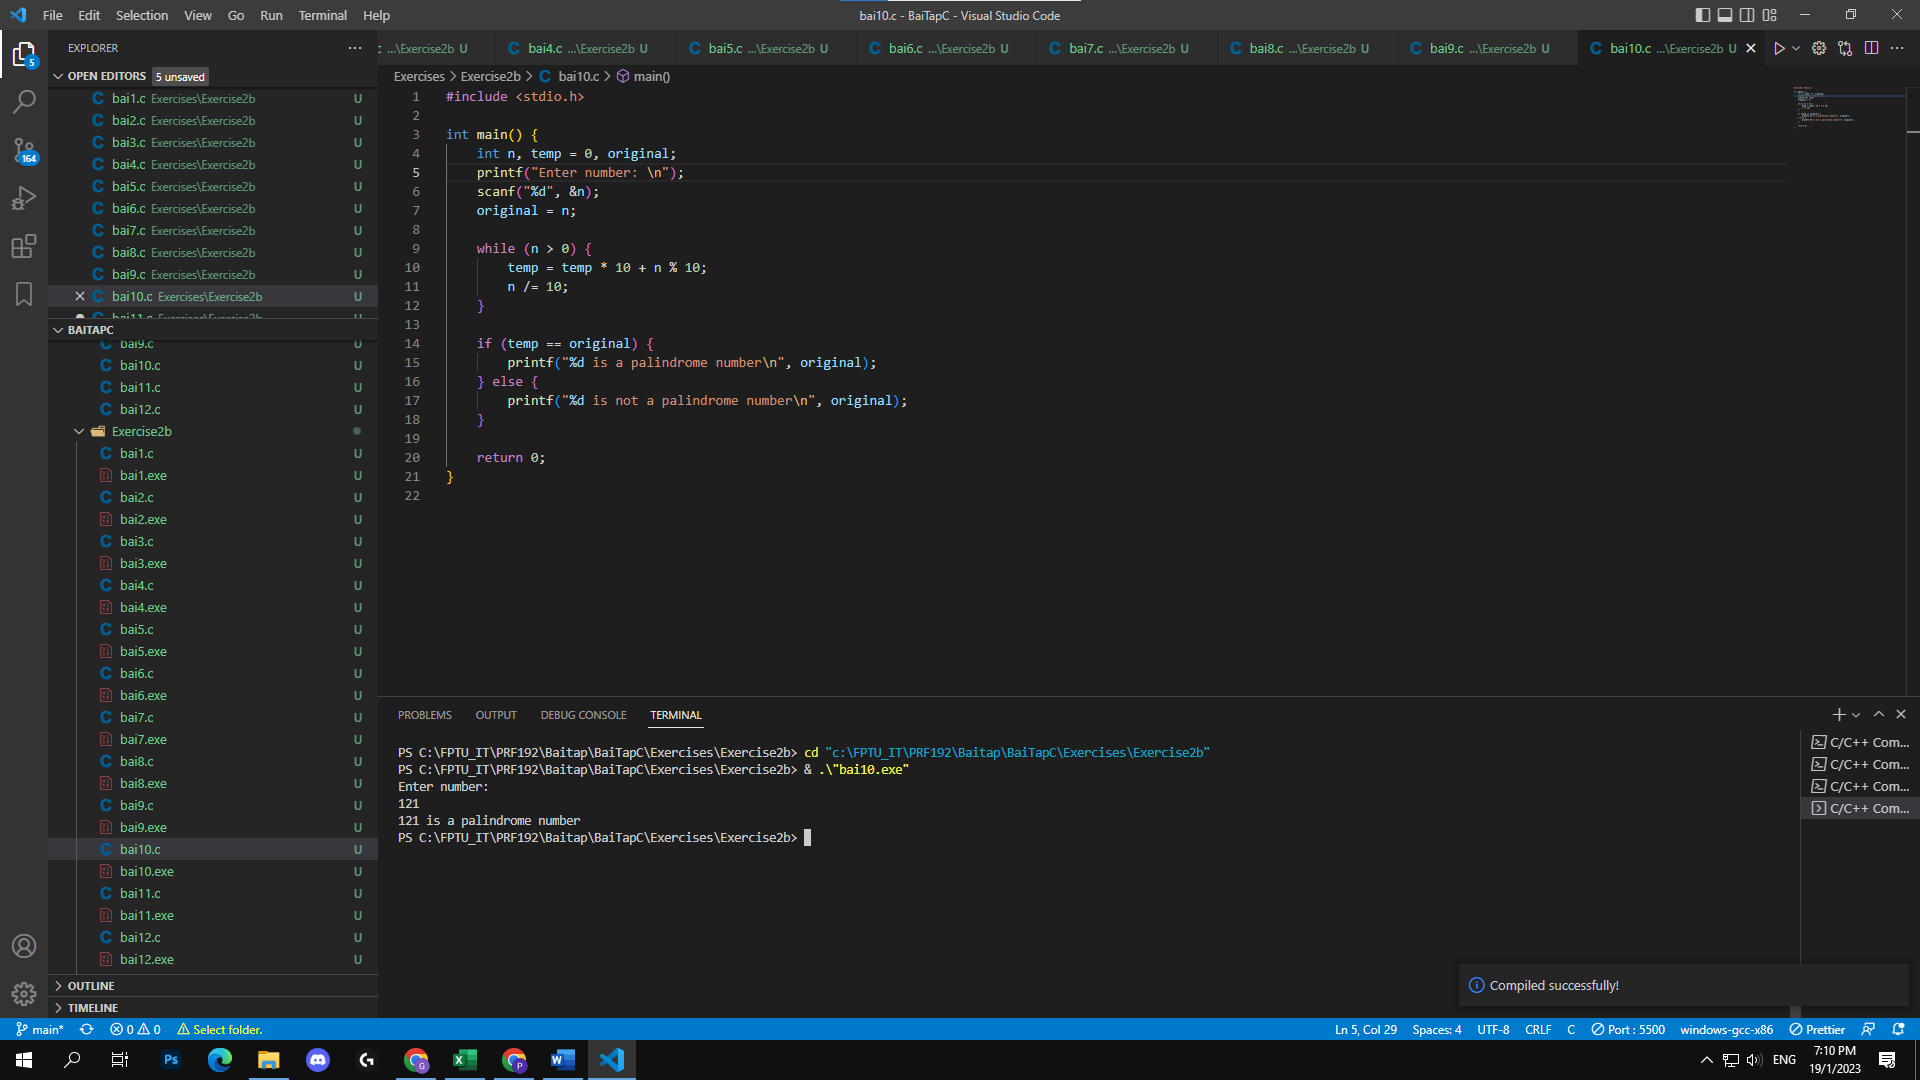 File Edit Selection View Go Run Terminal Help
bai10.c - BaiTapC - Visual Studio Code
EXPLORER
OPEN EDITORS 5 unsaved
bai1.c Exercises\Exercise2b U
bai2.c Exercises\Exercise2b U
bai3.c Exercises\Exercise2b U
bai4.c Exercises\Exercise2b U
bai5.c Exercises\Exercise2b U
bai6.c Exercises\Exercise2b U
bai7.c Exercises\Exercise2b U
bai8.c Exercises\Exercise2b U
bai9.c Exercises\Exercise2b U
bai10.c Exercises\Exercise2b U
bai11.c Exercises\Exercise2b U
BAITAPC
bai9.c U
bai10.c U
bai11.c U
bai12.c U
Exercise2b
bai1.c U
bai1.exe U
bai2.c U
bai2.exe U
bai3.c U
bai3.exe U
bai4.c U
bai4.exe U
bai5.c U
bai5.exe U
bai6.c U
bai6.exe U
bai7.c U
bai7.exe U
bai8.c U
bai8.exe U
bai9.c U
bai9.exe U
bai10.c U
bai10.exe U
bai11.c U
bai11.exe U
bai12.c U
bai12.exe U
OUTLINE
TIMELINE
5
164
c ...\Exercise2b U
bai4.c ...\Exercise2b U
bai5.c ...\Exercise2b U
bai6.c ...\Exercise2b U
bai7.c ...\Exercise2b U
bai8.c ...\Exercise2b U
bai9.c ...\Exercise2b U
bai10.c ...\Exercise2b U
Exercises > Exercise2b > C bai10.c > main()
1 #include <stdio.h>
2
3 int main() {
4     int n, temp = 0, original;
5     printf("Enter number: \n");
6     scanf("%d", &n);
7     original = n;
8
9     while (n > 0) {
10         temp = temp * 10 + n % 10;
11         n /= 10;
12     }
13
14     if (temp == original) {
15         printf("%d is a palindrome number\n", original);
16     } else {
17         printf("%d is not a palindrome number\n", original);
18     }
19
20     return 0;
21 }
22
PROBLEMS OUTPUT DEBUG CONSOLE TERMINAL
PS C:\FPTU_IT\PRF192\Baitap\BaiTapC\Exercises\Exercise2b> cd "c:\FPTU_IT\PRF192\Baitap\BaiTapC\Exercises\Exercise2b"
PS C:\FPTU_IT\PRF192\Baitap\BaiTapC\Exercises\Exercise2b> & .\"bai10.exe"
Enter number:
121
121 is a palindrome number
PS C:\FPTU_IT\PRF192\Baitap\BaiTapC\Exercises\Exercise2b>
C/C++ Com...
C/C++ Com...
C/C++ Com...
C/C++ Com...
Compiled successfully!
main* 0 0 Select folder.
Ln 5, Col 29 Spaces: 4 UTF-8 CRLF C Port : 5500 windows-gcc-x86 Prettier
Ps G X P W
ENG
7:10 PM
19/1/2023